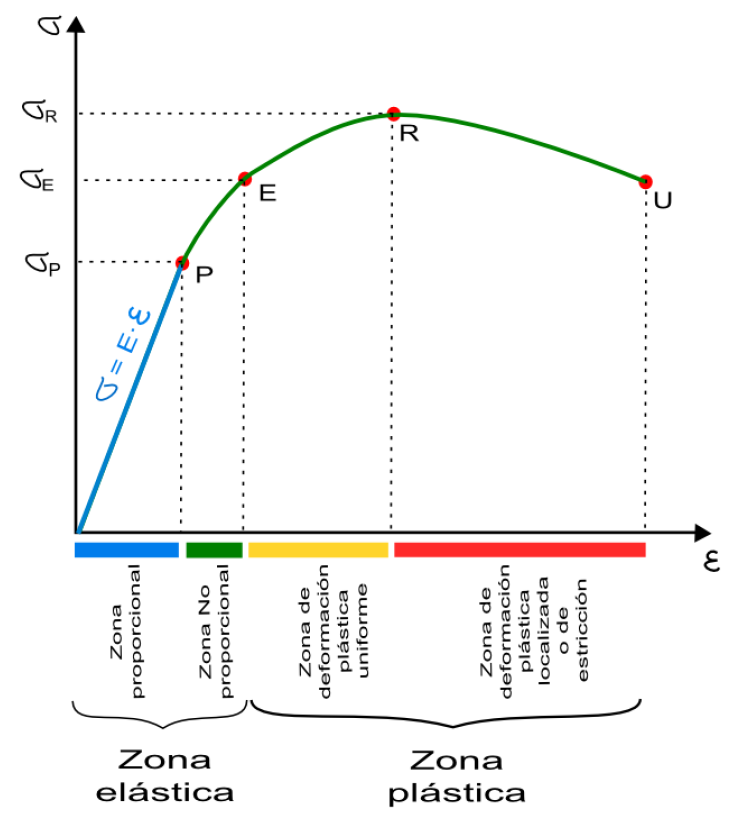 σ
σR
R
σE
E
U
σP
P
σ = E·ε
ε
Zona
proporcional
Zona No
proporcional
Zona de
deformación
plástica
uniforme
Zona de
deformación
plástica
localizada
o de
estricción
Zona
elástica
Zona
plástica